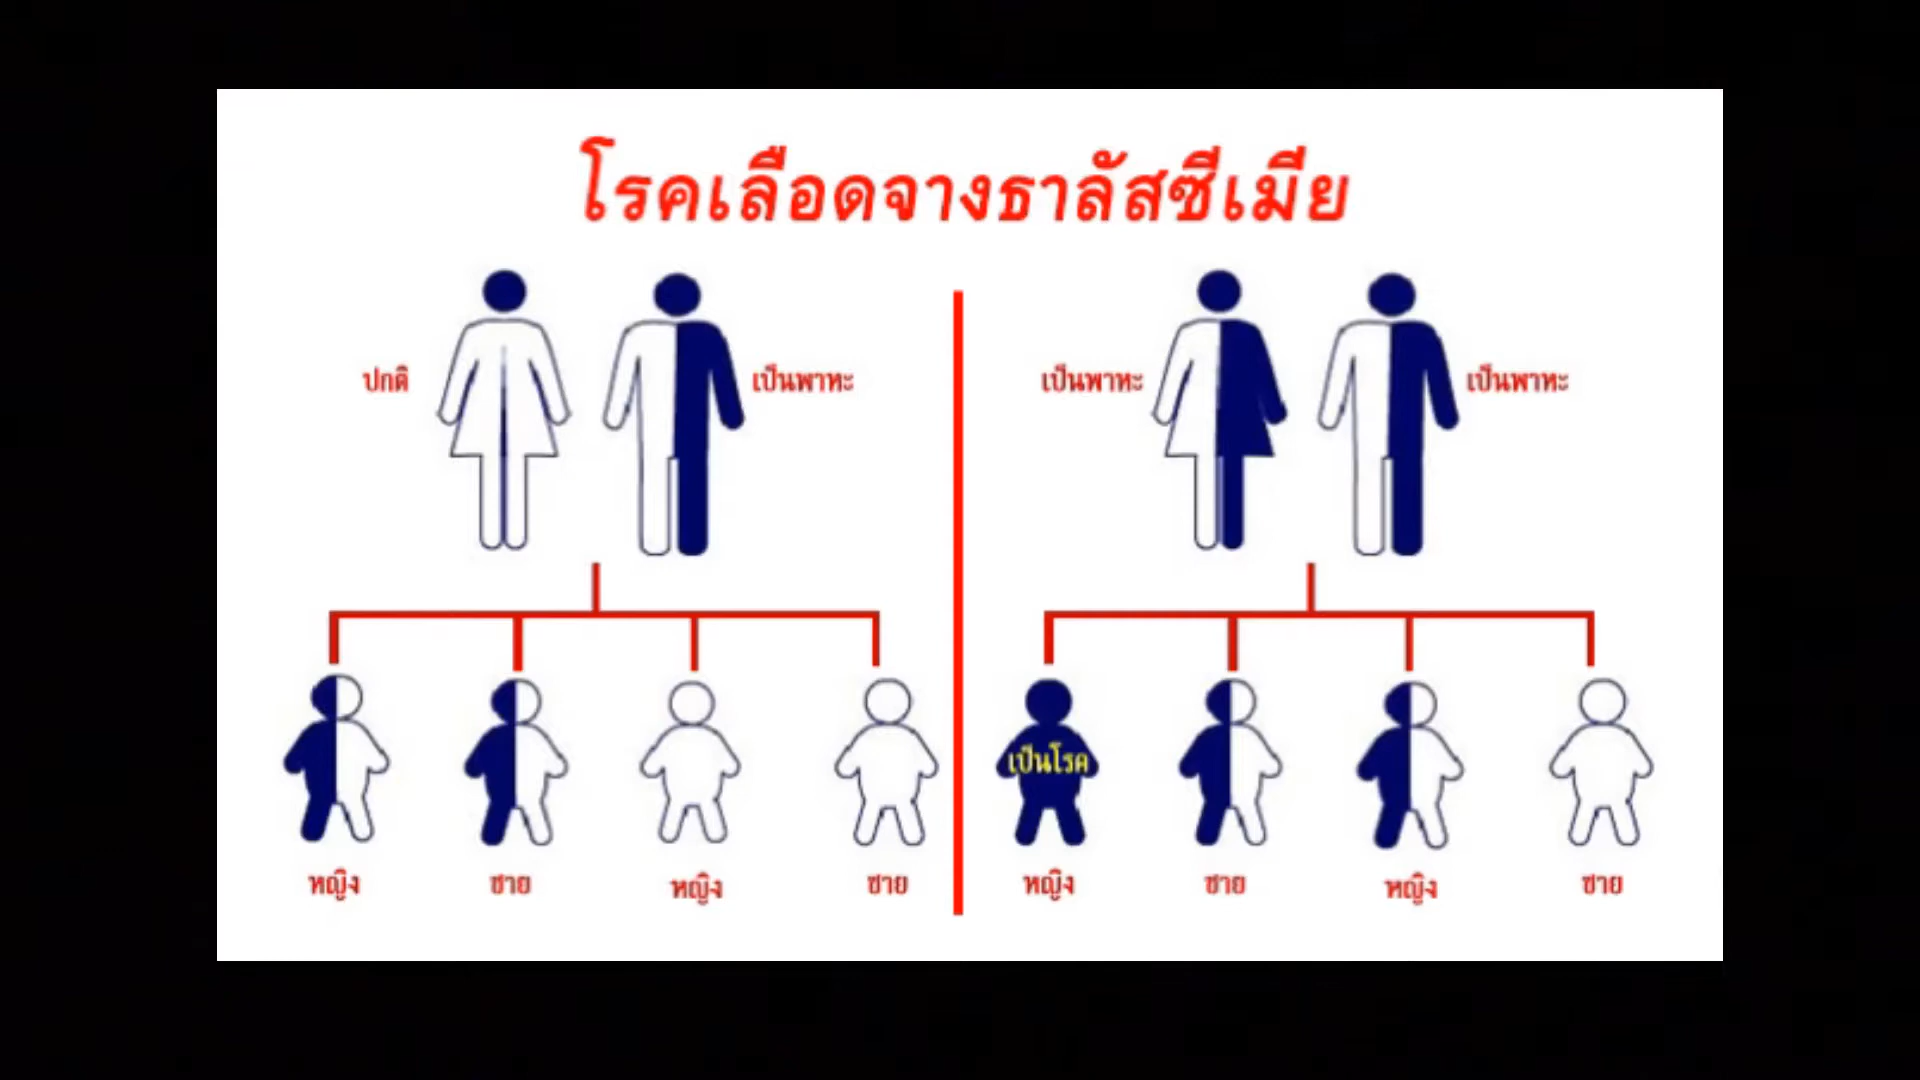 โรคเลือดจางธาลัสซีเมีย
ปกติ
เป็นพาหะ
เป็นพาหะ
เป็นพาหะ
เป็นโรค
หญิง
ชาย
หญิง
ชาย
หญิง
ชาย
หญิง
ชาย